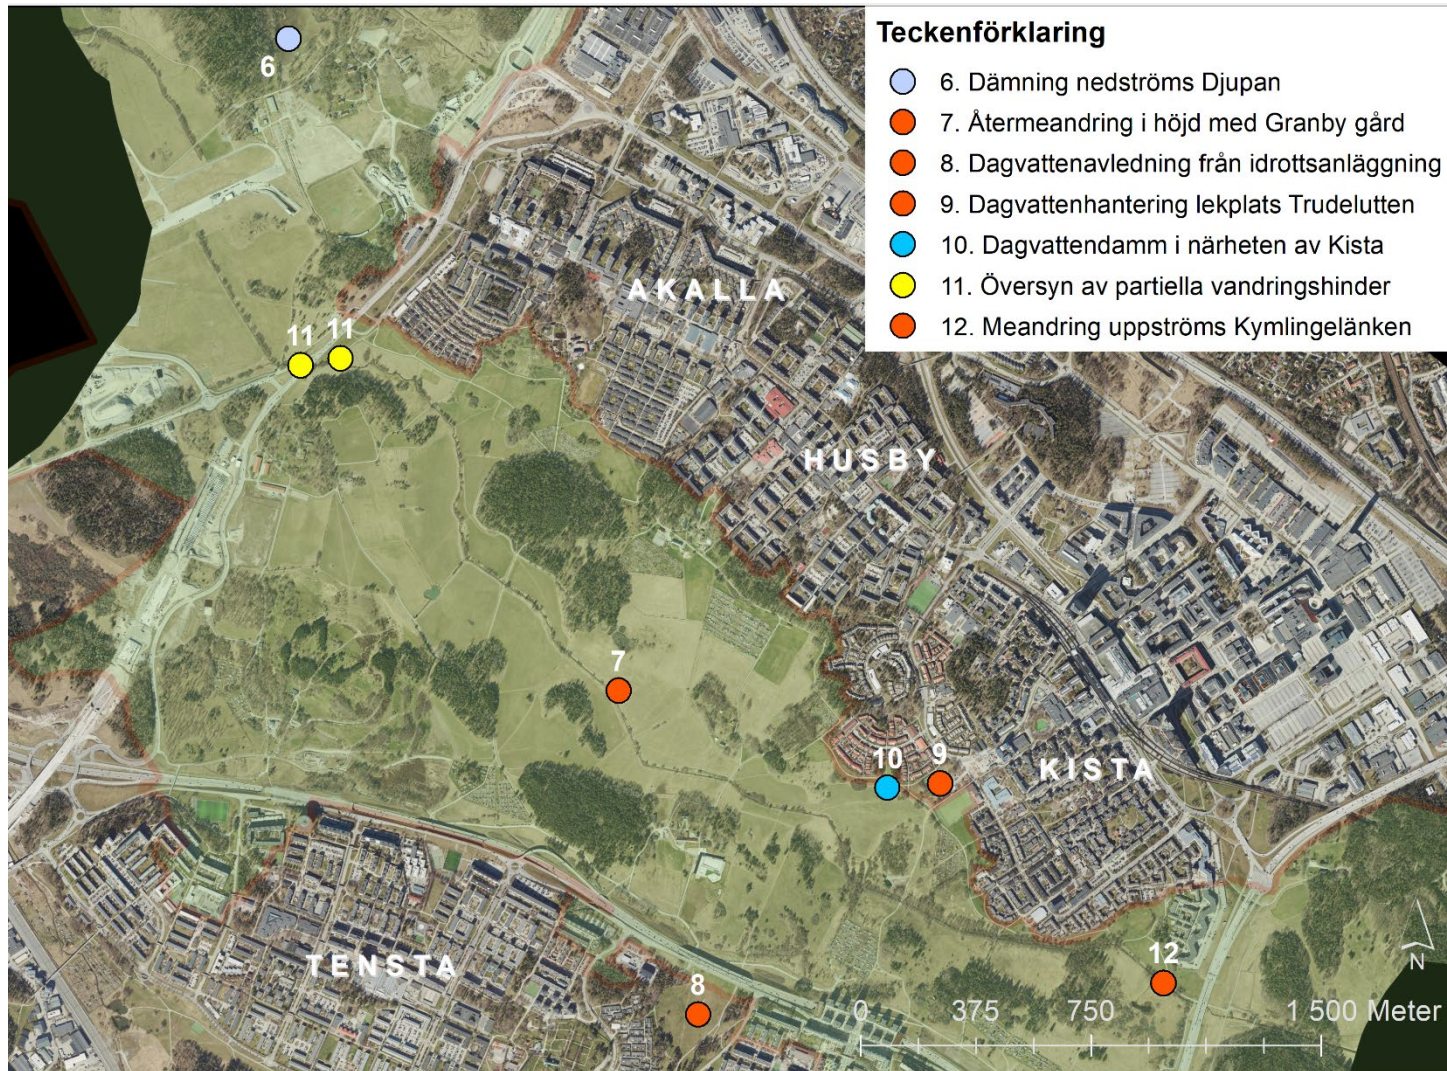 Teckenförklaring
6. Dämning nedströms Djupan
7. Återmeandring i höjd med Granby gård
8. Dagvattenavledning från idrottsanläggning
9. Dagvattenhantering lekplats Trudelutten
10. Dagvattendamm i närheten av Kista
11. Översyn av partiella vandringshinder
12. Meandring uppströms Kymlingelänken
6
AKALLA
11 11
HUSBY
7
10 9
KISTA
TENSTA
8
12
N
0 375 750 1 500 Meter